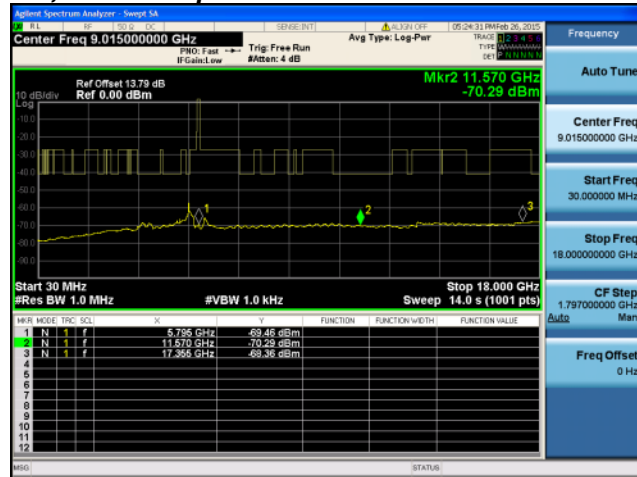 Agilent Spectrum Analyzer - Swept SA
RL RF 50 Ω DC SENSE:INT ALIGN OFF 05:24:31 PM Feb 26, 2015
Center Freq 9.015000000 GHz
PNO: Fast
IFGain:Low
Trig: Free Run
#Atten: 4 dB
Avg Type: Log-Pwr
TRACE 1 2 3 4 5 6
TYPE
DET P N N N N N
Ref Offset 13.79 dB
10 dB/div Ref 0.00 dBm
Log
Mkr2 11.570 GHz
-70.29 dBm
-10.0
-20.0
-30.0
-40.0
-50.0
-60.0
-70.0
-80.0
-90.0
1
2
3
Start 30 MHz
Stop 18.000 GHz
#Res BW 1.0 MHz #VBW 1.0 kHz Sweep 14.0 s (1001 pts)
MKR MODE TRC SCL X Y FUNCTION FUNCTION WIDTH FUNCTION VALUE
1 N 1 f 5.795 GHz -69.46 dBm
2 N 1 f 11.570 GHz -70.29 dBm
3 N 1 f 17.355 GHz -68.36 dBm
4
5
6
7
8
9
10
11
12
MSG STATUS
Frequency
Auto Tune
Center Freq
9.015000000 GHz
Start Freq
30.000000 MHz
Stop Freq
18.000000000 GHz
CF Step
1.797000000 GHz
Auto Man
Freq Offset
0 Hz